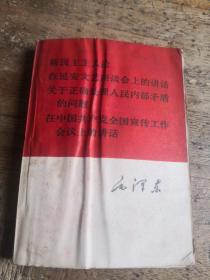 新民主主义论
在延安文艺座谈会上的讲话
关于正确处理人民内部矛盾
的问题
在中国共产党全国宣传工作
会议上的讲话
毛泽东